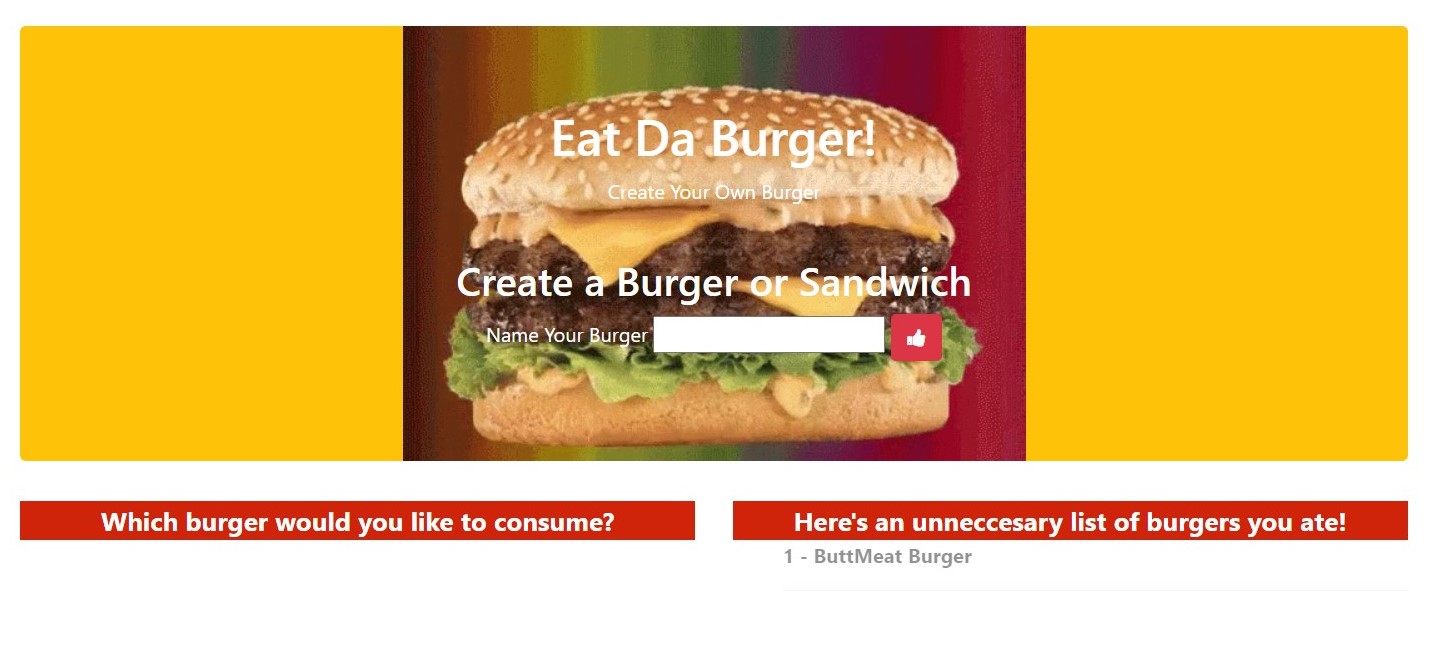 Eat Da Burger!
Create Your Own Burger
Create a Burger or Sandwich
Name Your Burger
Which burger would you like to consume?
Here's an unneccesary list of burgers you ate!
1 - ButtMeat Burger